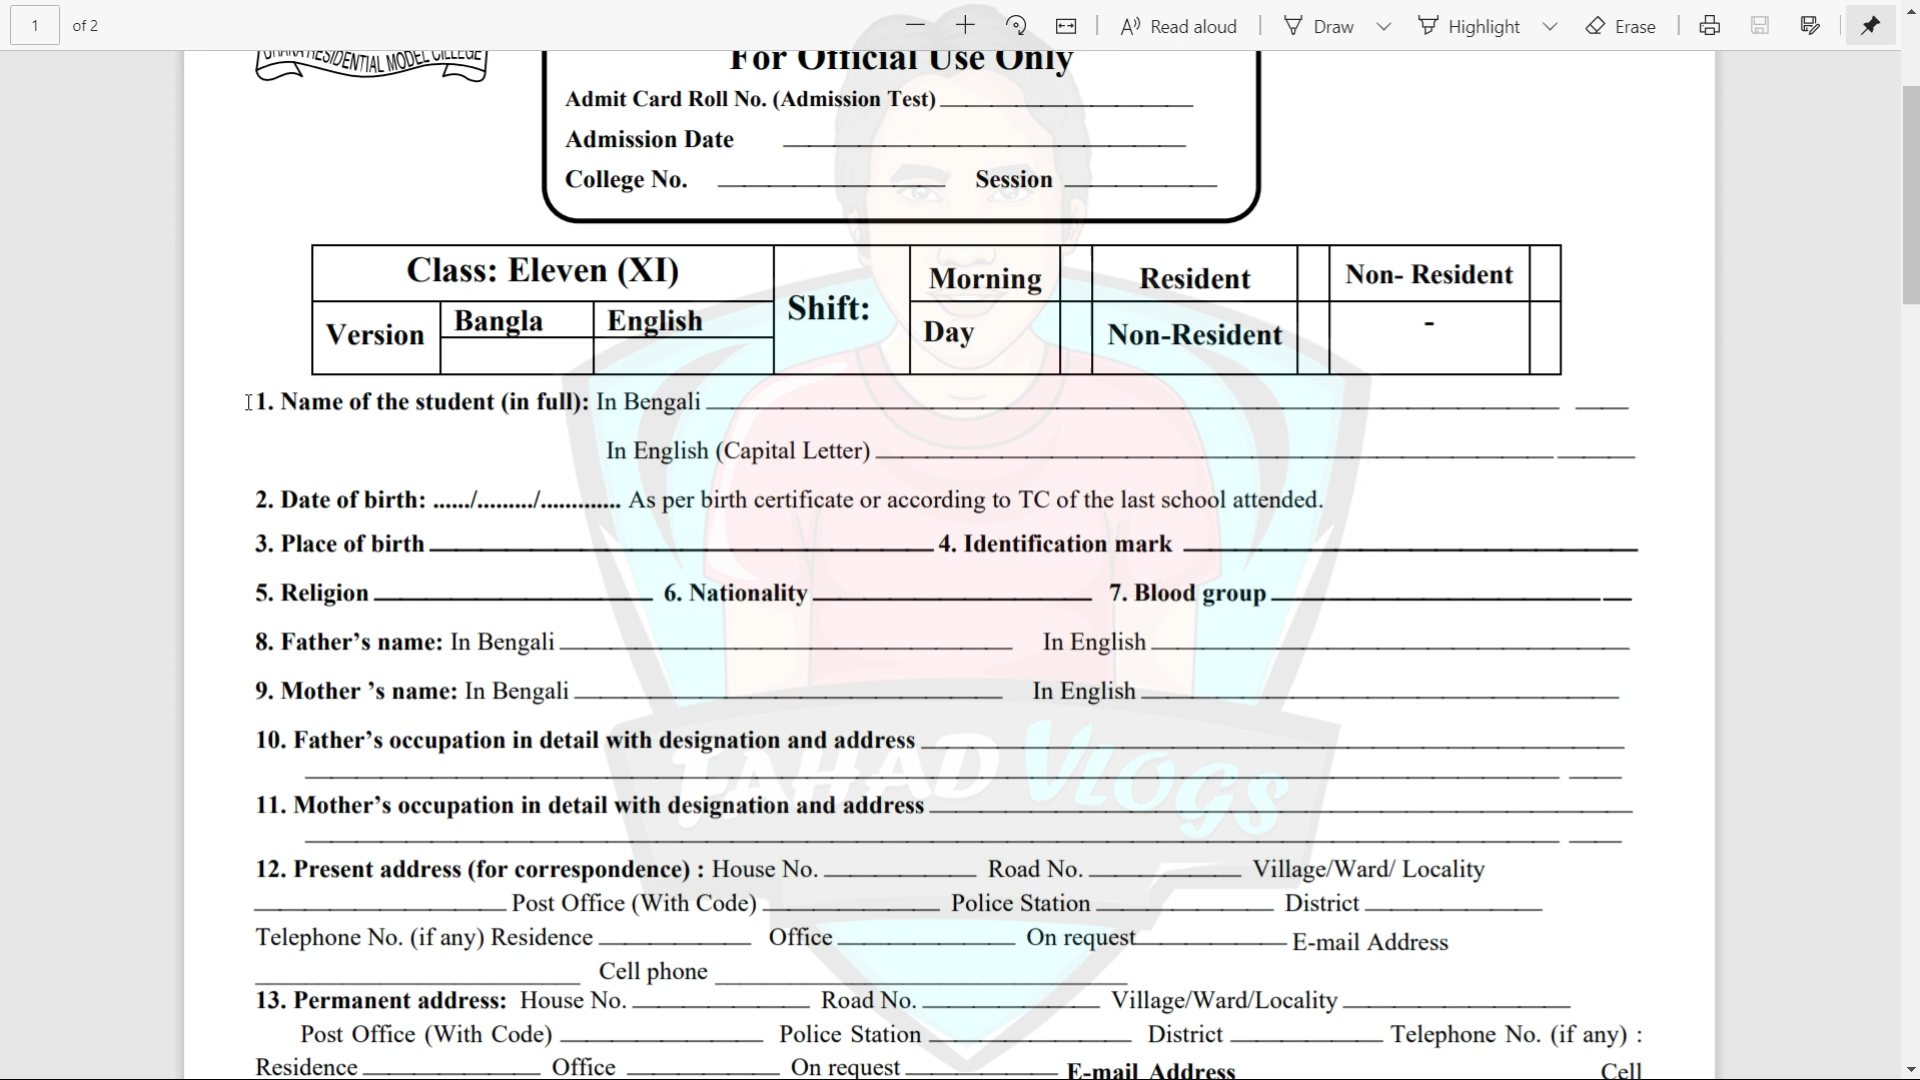 1 of 2 Read aloud Draw Highlight Erase
RESIDENTIAL MODEL COLLEGE
For Official Use Only
Admit Card Roll No. (Admission Test)
Admission Date
College No. Session
Class: Eleven (XI) Shift: Morning Resident Non- Resident
Version Bangla English Day Non-Resident -
1. Name of the student (in full): In Bengali
In English (Capital Letter)
2. Date of birth: ....../........./............. As per birth certificate or according to TC of the last school attended.
3. Place of birth 4. Identification mark
5. Religion 6. Nationality 7. Blood group
8. Father’s name: In Bengali In English
9. Mother ’s name: In Bengali In English
10. Father’s occupation in detail with designation and address
TAHAD VLOGS
11. Mother’s occupation in detail with designation and address
12. Present address (for correspondence) : House No. Road No. Village/Ward/ Locality
Post Office (With Code) Police Station District
Telephone No. (if any) Residence Office On request E-mail Address
Cell phone
13. Permanent address: House No. Road No. Village/Ward/Locality
Post Office (With Code) Police Station District Telephone No. (if any) :
Residence Office On request E-mail Address Cell